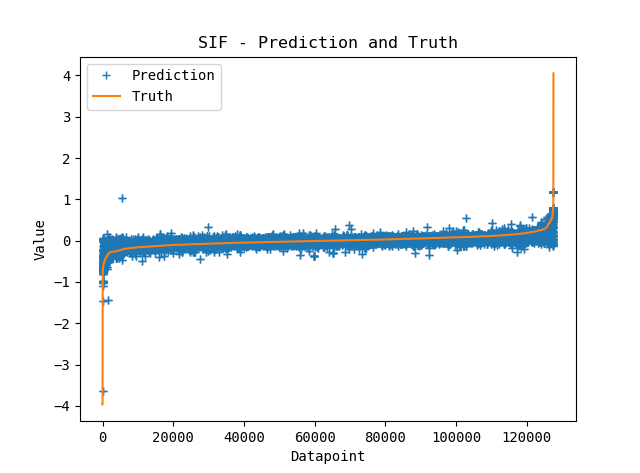 SIF - Prediction and Truth
Prediction
Truth
4
3
2
1
0
−1
−2
−3
−4
Value
0 20000 40000 60000 80000 100000 120000
Datapoint